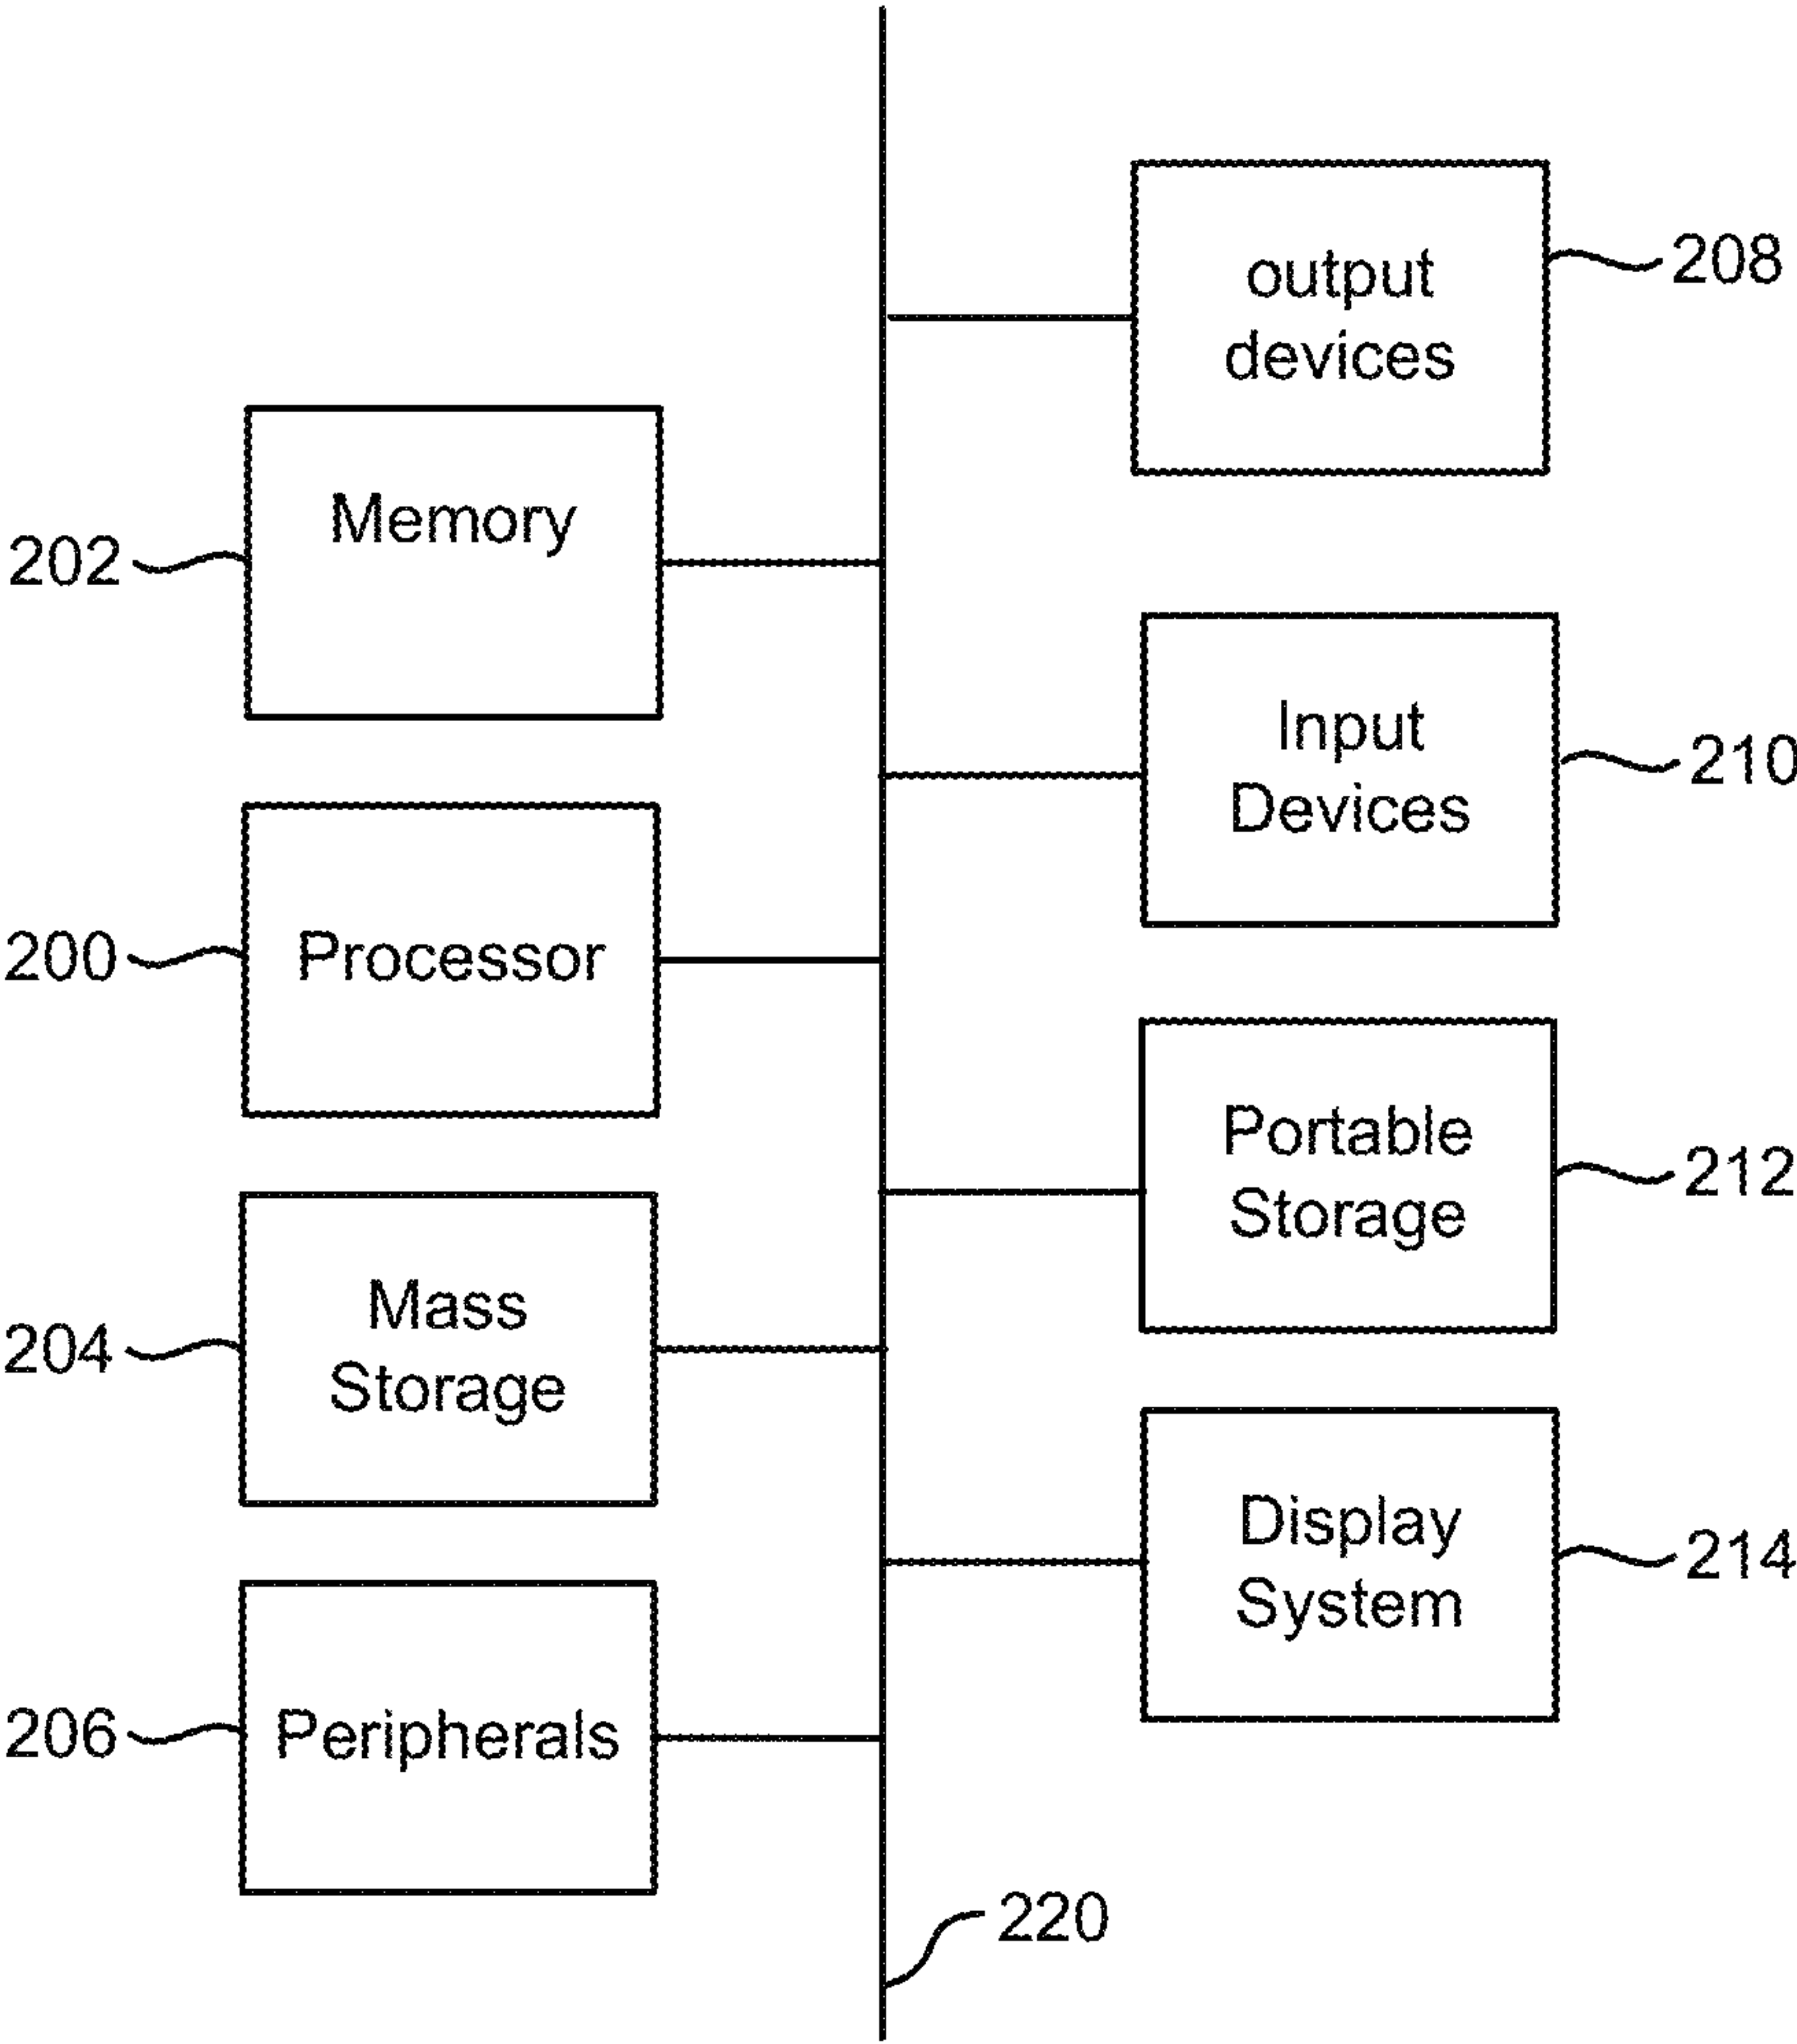 output
devices
208
Memory
202
Input
Devices
210
Processor
200
Portable
Storage
212
Mass
Storage
204
Display
System
214
Peripherals
206
220